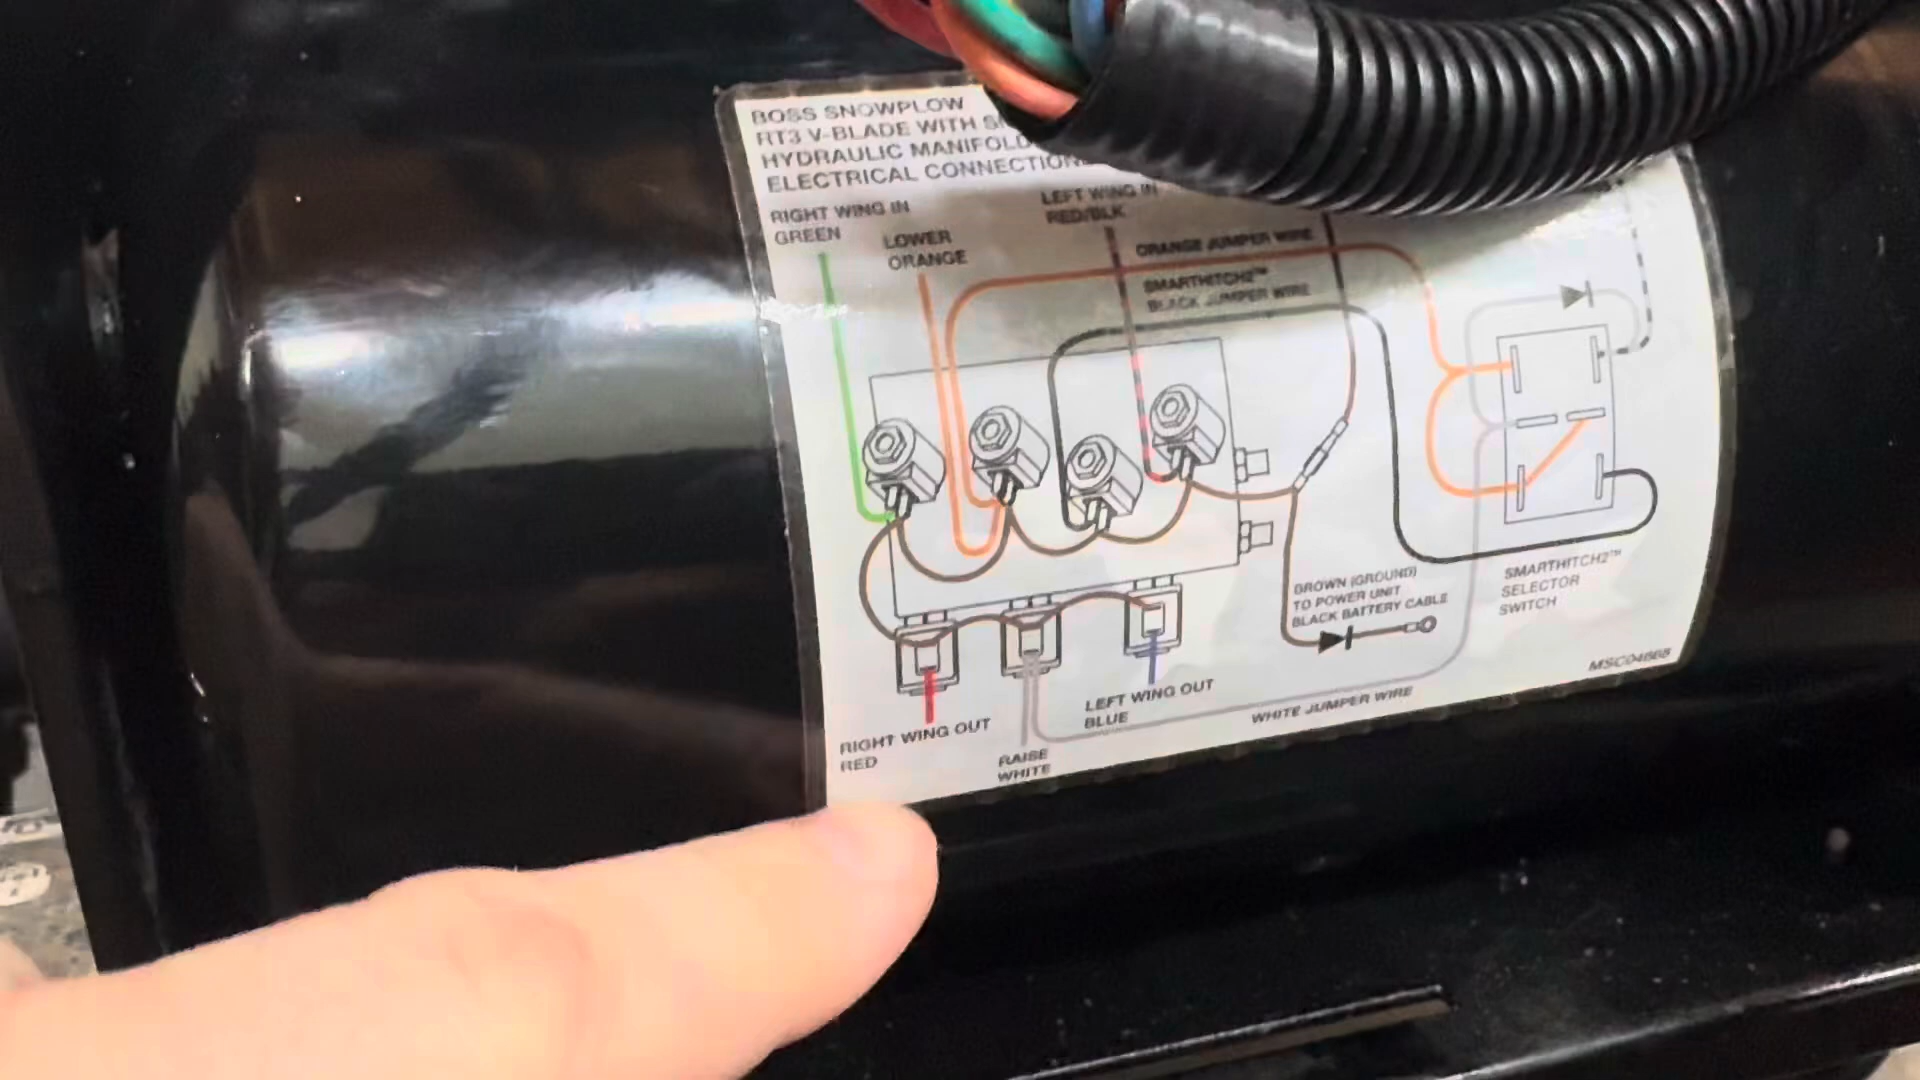 BOSS SNOWPLOW
RT3 V-BLADE WITH
HYDRAULIC MANIFOLD
ELECTRICAL CONNECTION
RIGHT WING IN
GREEN
LOWER
ORANGE
LEFT WING IN
RED/BLK
ORANGE JUMPER WIRE
SMARTHITCH2™
BLACK JUMPER WIRE
BROWN (GROUND)
TO POWER UNIT
BLACK BATTERY CABLE
SMARTHITCH2™
SELECTOR
SWITCH
RIGHT WING OUT
RED
RAISE
WHITE
LEFT WING OUT
BLUE
WHITE JUMPER WIRE